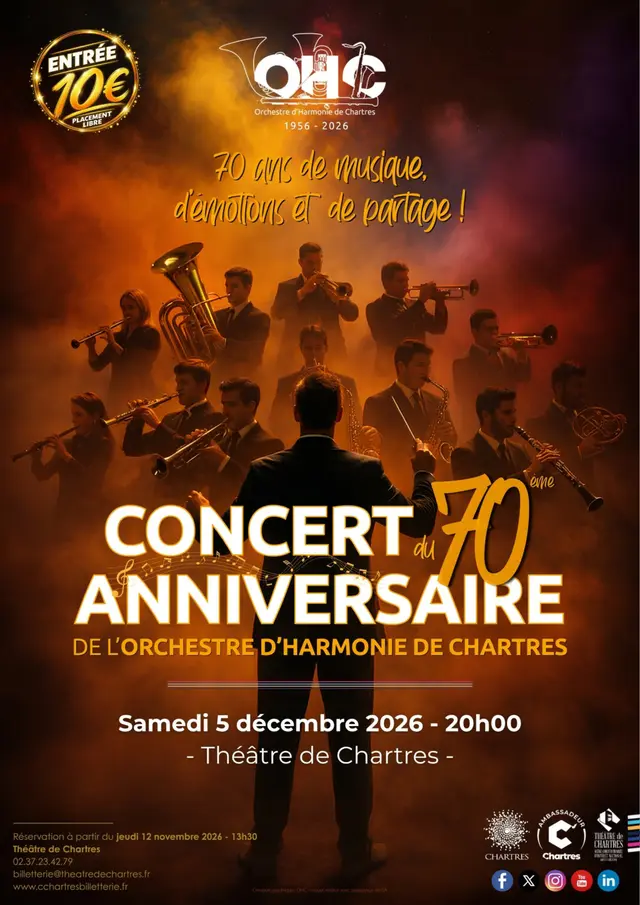 ENTRÉE
10€
PLACEMENT
LIBRE
OHC
Orchestre d'Harmonie de Chartres
1956 - 2026
70 ans de musique,
d'émotions et de partage !
CONCERT du 70ème
ANNIVERSAIRE
DE L'ORCHESTRE D'HARMONIE DE CHARTRES
Samedi 5 décembre 2026 - 20h00
- Théâtre de Chartres -
Réservation à partir du jeudi 12 novembre 2026 - 13h30
Théâtre de Chartres
02.37.23.42.79
billetterie@theatredechartres.fr
www.cchartresbilletterie.fr
CHARTRES
AMBASSADEUR
C
Chartres
THÉÂTRE DE
CHARTRES
You
Tube